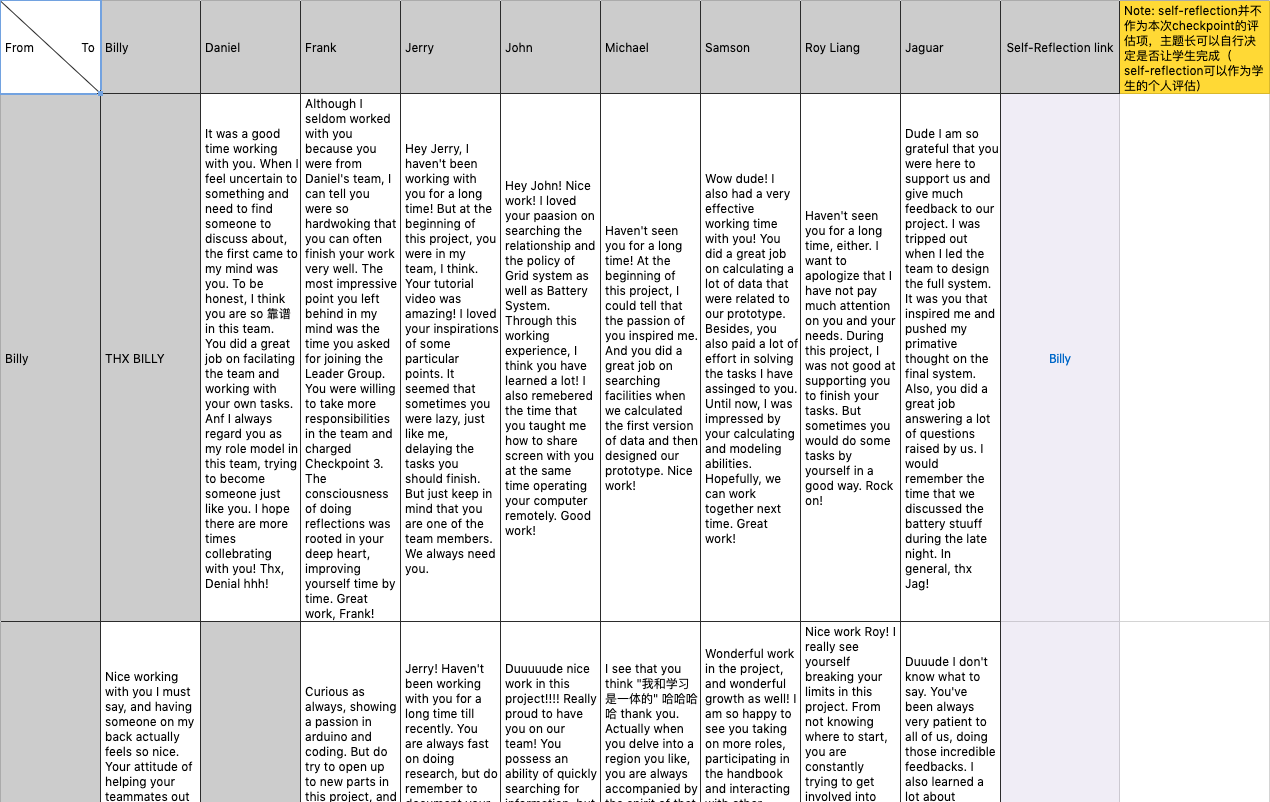 From
To
Billy
Daniel
Frank
Jerry
John
Michael
Samson
Roy Liang
Jaguar
Self-Reflection link
Note: self-reflection并不
作为本次checkpoint的评
估项，主题长可以自行决
定是否让学生完成（
self-reflection可以作为学
生的个人评估）
Billy
THX BILLY
It was a good
time working
with you. When I
feel uncertain to
something and
need to find
someone to
discuss about,
the first came to
my mind was
you. To be
honest, I think
you are so 靠谱
in this team.
You did a great
job on facilating
the team and
working with
your own tasks.
Anf I always
regard you as
my role model in
this team, trying
to become
someone just
like you. I hope
there are more
times
collebrating
with you! Thx,
Denial hhh!
Although I
seldom worked
with you
because you
were from
Daniel's team, I
can tell you
were so
hardwoking that
you can often
finish your work
very well. The
most impressive
point you left
behind in my
mind was the
time you asked
for joining the
Leader Group.
You were willing
to take more
responsibilities
in the team and
charged
Checkpoint 3.
The
consciousness
of doing
reflections was
rooted in your
deep heart,
improving
yourself time by
time. Great
work, Frank!
Hey Jerry, I
haven't been
working with
you for a long
time! But at the
beginning of
this project, you
were in my
team, I think.
Your tutorial
video was
amazing! I loved
your inspirations
of some
particular
points. It
seemed that
sometimes you
were lazy, just
like me,
delaying the
tasks you
should finish.
But just keep in
mind that you
are one of the
team members.
We always need
you.
Hey John! Nice
work! I loved
your paasion on
searching the
relationship and
the policy of
Grid system as
well as Battery
System.
Through this
working
experience, I
think you have
learned a lot! I
also remebered
the time that
you taught me
how to share
screen with you
at the same
time operating
your computer
remotely. Good
work!
Haven't seen
you for a long
time! At the
beginning of
this project, I
could tell that
the passion of
you inspired me.
And you did a
great job on
searching
facilities when
we calculated
the first version
of data and then
designed our
prototype. Nice
work!
Wow dude! I
also had a very
effective
working time
with you! You
did a great job
on calculating a
lot of data that
were related to
our prototype.
Besides, you
also paid a lot of
effort in solving
the tasks I have
assinged to you.
Until now, I was
impressed by
your calculating
and modeling
abilities.
Hopefully, we
can work
together next
time. Great
work!
Haven't seen
you for a long
time, either. I
want to
apologize that I
have not pay
much attention
on you and your
needs. During
this project, I
was not good at
supporting you
to finish your
tasks. But
sometimes you
would do some
tasks by
yourself in a
good way. Rock
on!
Dude I am so
grateful that you
were here to
support us and
give much
feedback to our
project. I was
tripped out
when I led the
team to design
the full system.
It was you that
inspired me and
pushed my
primative
thought on the
final system.
Also, you did a
great job
answering a lot
of questions
raised by us. I
would
remember the
time that we
discussed the
battery stuuff
during the late
night. In
general, thx
Jag!
Billy
Nice working
with you I must
say, and having
someone on my
back actually
feels so nice.
Your attitude of
helping your
teammates out
Curious as
always, showing
a passion in
arduino and
coding. But do
try to open up
to new parts in
this project, and
Jerry! Haven't
been working
with you for a
long time till
recently. You
are always fast
on doing
research, but do
remember to
document your
Duuuuude nice
work in this
project!!!! Really
proud to have
you on our
team! You
possess an
ability of quickly
searching for
information, but
I see that you
think "我和学习
是一体的" 哈哈哈
哈 thank you.
Actually when
you delve into a
region you like,
you are always
accompanied by
the spirit of that
Wonderful work
in the project,
and wonderful
growth as well! I
am so happy to
see you taking
on more roles,
participating in
the handbook
and interacting
with other
Nice work Roy! I
really see
yourself
breaking your
limits in this
project. From
not knowing
where to start,
you are
constantly
trying to get
involved into
Duuude I don't
know what to
say. You've
been always
very patient to
all of us, doing
those incredible
feedbacks. I
also learned a
lot about